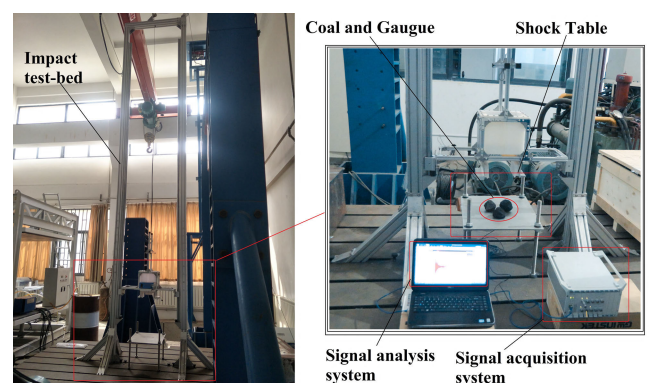 Impact
test-bed
Coal and Gaugue
Shock Table
Signal analysis
system
Signal acquisition
system